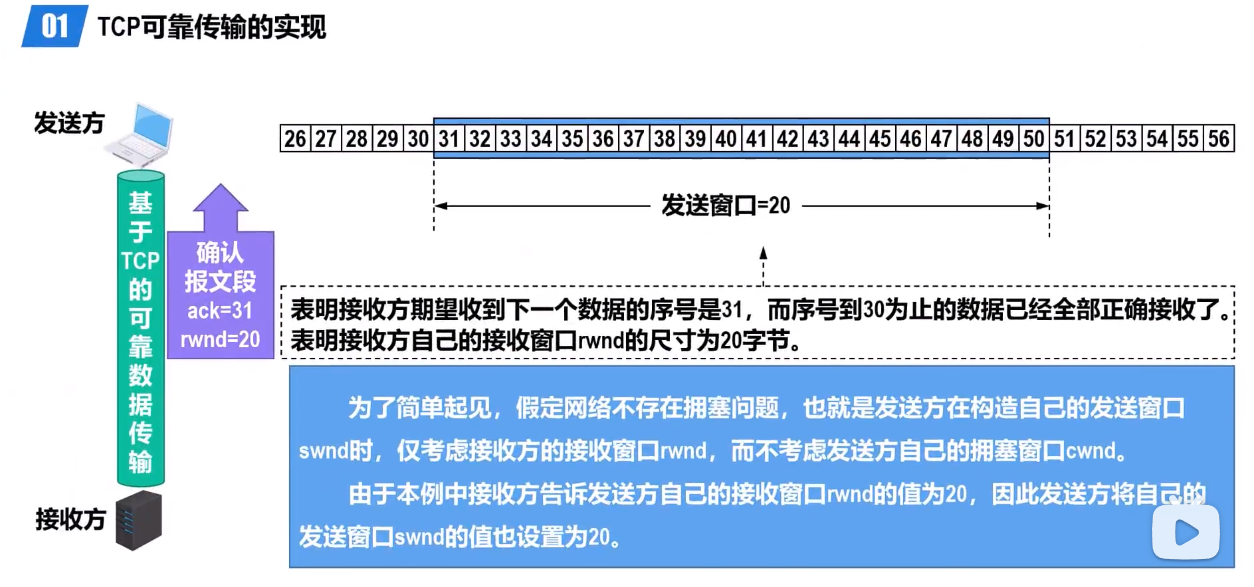 01 TCP可靠传输的实现
发送方
26 27 28 29 30 31 32 33 34 35 36 37 38 39 40 41 42 43 44 45 46 47 48 49 50 51 52 53 54 55 56
发送窗口=20
基于TCP的可靠数据传输
确认
报文段
ack=31
rwnd=20
表明接收方期望收到下一个数据的序号是31，而序号到30为止的数据已经全部正确接收了。
表明接收方自己的接收窗口rwnd的尺寸为20字节。
为了简单起见，假定网络不存在拥塞问题，也就是发送方在构造自己的发送窗口
swnd时，仅考虑接收方的接收窗口rwnd，而不考虑发送方自己的拥塞窗口cwnd。
由于本例中接收方告诉发送方自己的接收窗口rwnd的值为20，因此发送方将自己的
发送窗口swnd的值也设置为20。
接收方